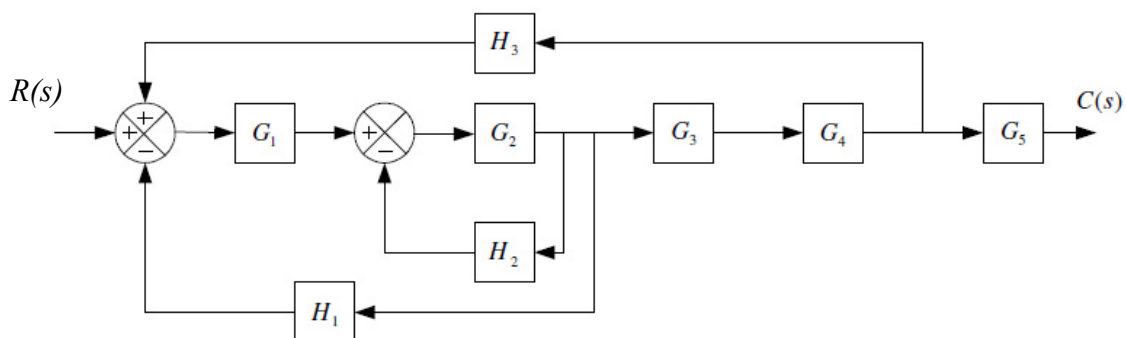 H₃
R(s)
C(s)
+
+
−
G₁
+
−
G₂
G₃
G₄
G₅
H₂
H₁